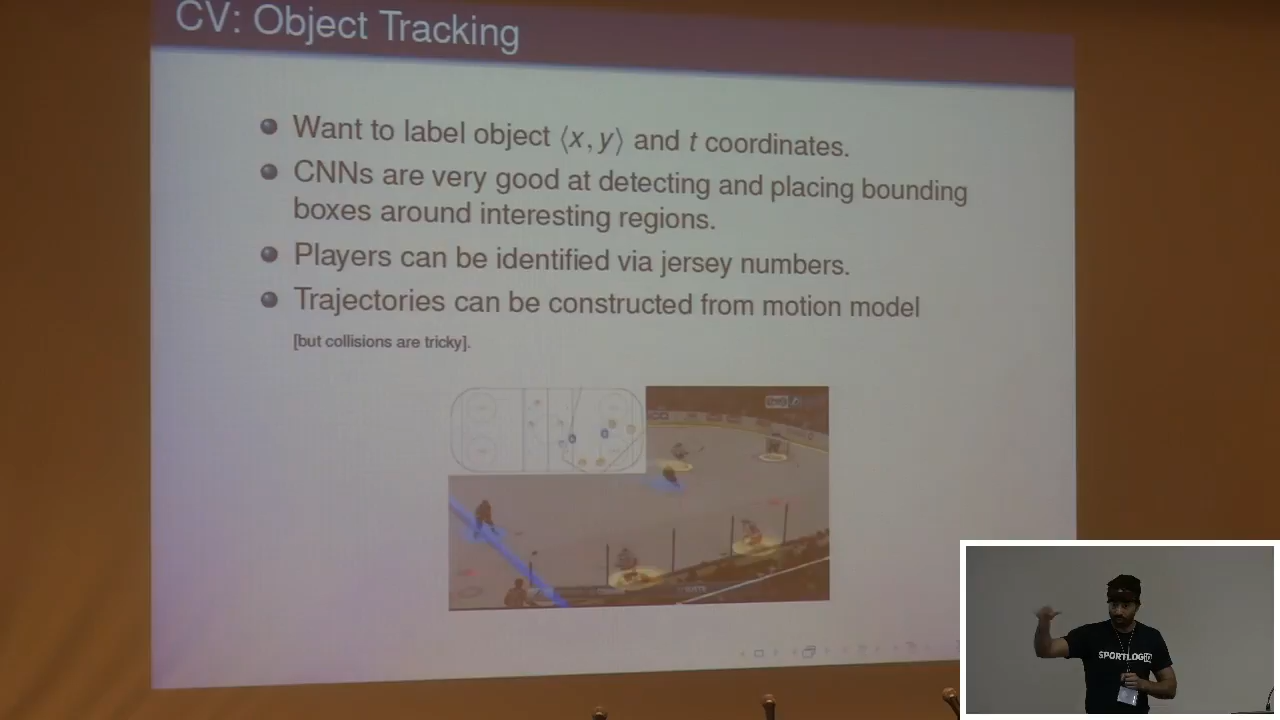 CV: Object Tracking
Want to label object ⟨x, y⟩ and t coordinates.
CNNs are very good at detecting and placing bounding
boxes around interesting regions.
Players can be identified via jersey numbers.
Trajectories can be constructed from motion model
[but collisions are tricky].
SPORTLOGIQ